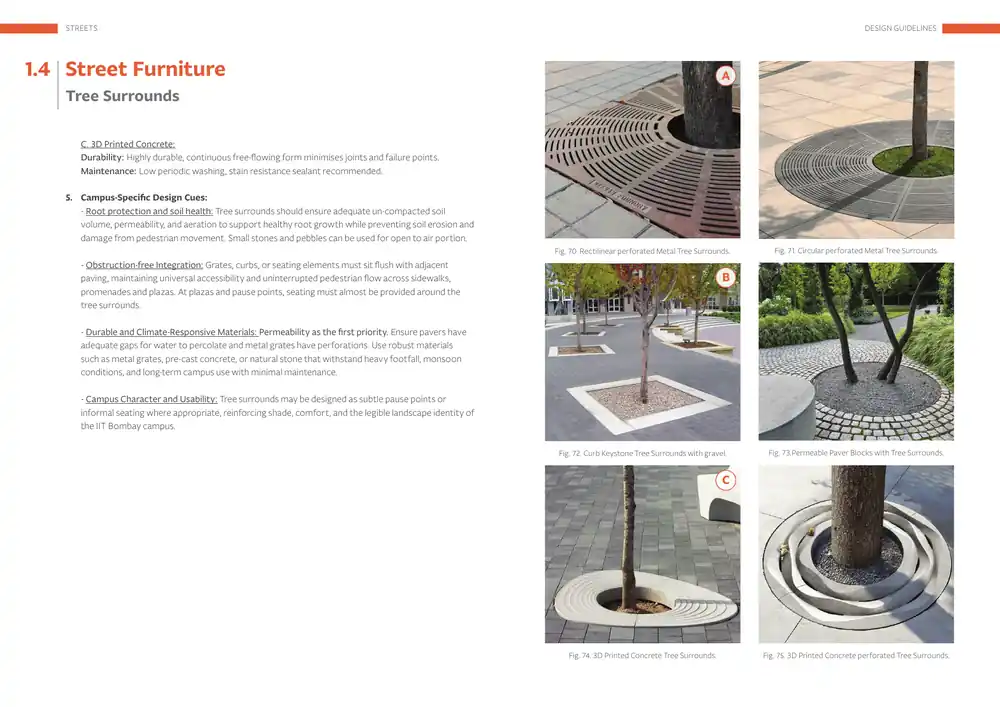 STREETS
DESIGN GUIDELINES
1.4 Street Furniture
Tree Surrounds
C. 3D Printed Concrete:
Durability: Highly durable, continuous free-flowing form minimises joints and failure points.
Maintenance: Low periodic washing, stain resistance sealant recommended.
5. Campus-Specific Design Cues:
- Root protection and soil health: Tree surrounds should ensure adequate un-compacted soil
volume, permeability, and aeration to support healthy root growth while preventing soil erosion and
damage from pedestrian movement. Small stones and pebbles can be used for open to air portion.
- Obstruction-free Integration: Grates, curbs, or seating elements must sit flush with adjacent
paving, maintaining universal accessibility and uninterrupted pedestrian flow across sidewalks,
promenades and plazas. At plazas and pause points, seating must almost be provided around the
tree surrounds.
- Durable and Climate-Responsive Materials: Permeability as the first priority. Ensure pavers have
adequate gaps for water to percolate and metal grates have perforations. Use robust materials
such as metal grates, pre-cast concrete, or natural stone that withstand heavy footfall, monsoon
conditions, and long-term campus use with minimal maintenance.
- Campus Character and Usability: Tree surrounds may be designed as subtle pause points or
informal seating where appropriate, reinforcing shade, comfort, and the legible landscape identity of
the IIT Bombay campus.
A
Fig. 70. Rectilinear perforated Metal Tree Surrounds.
Fig. 71. Circular perforated Metal Tree Surrounds.
B
Fig. 72. Curb Keystone Tree Surrounds with gravel.
Fig. 73.Permeable Paver Blocks with Tree Surrounds.
C
Fig. 74. 3D Printed Concrete Tree Surrounds.
Fig. 75. 3D Printed Concrete perforated Tree Surrounds.